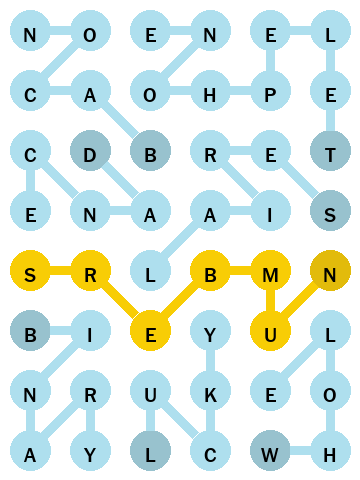 N O E N E L
C A O H P E
C D B R E T
E N A A I S
S R L B M N
B I E Y U L
N R U K E O
A Y L C W H